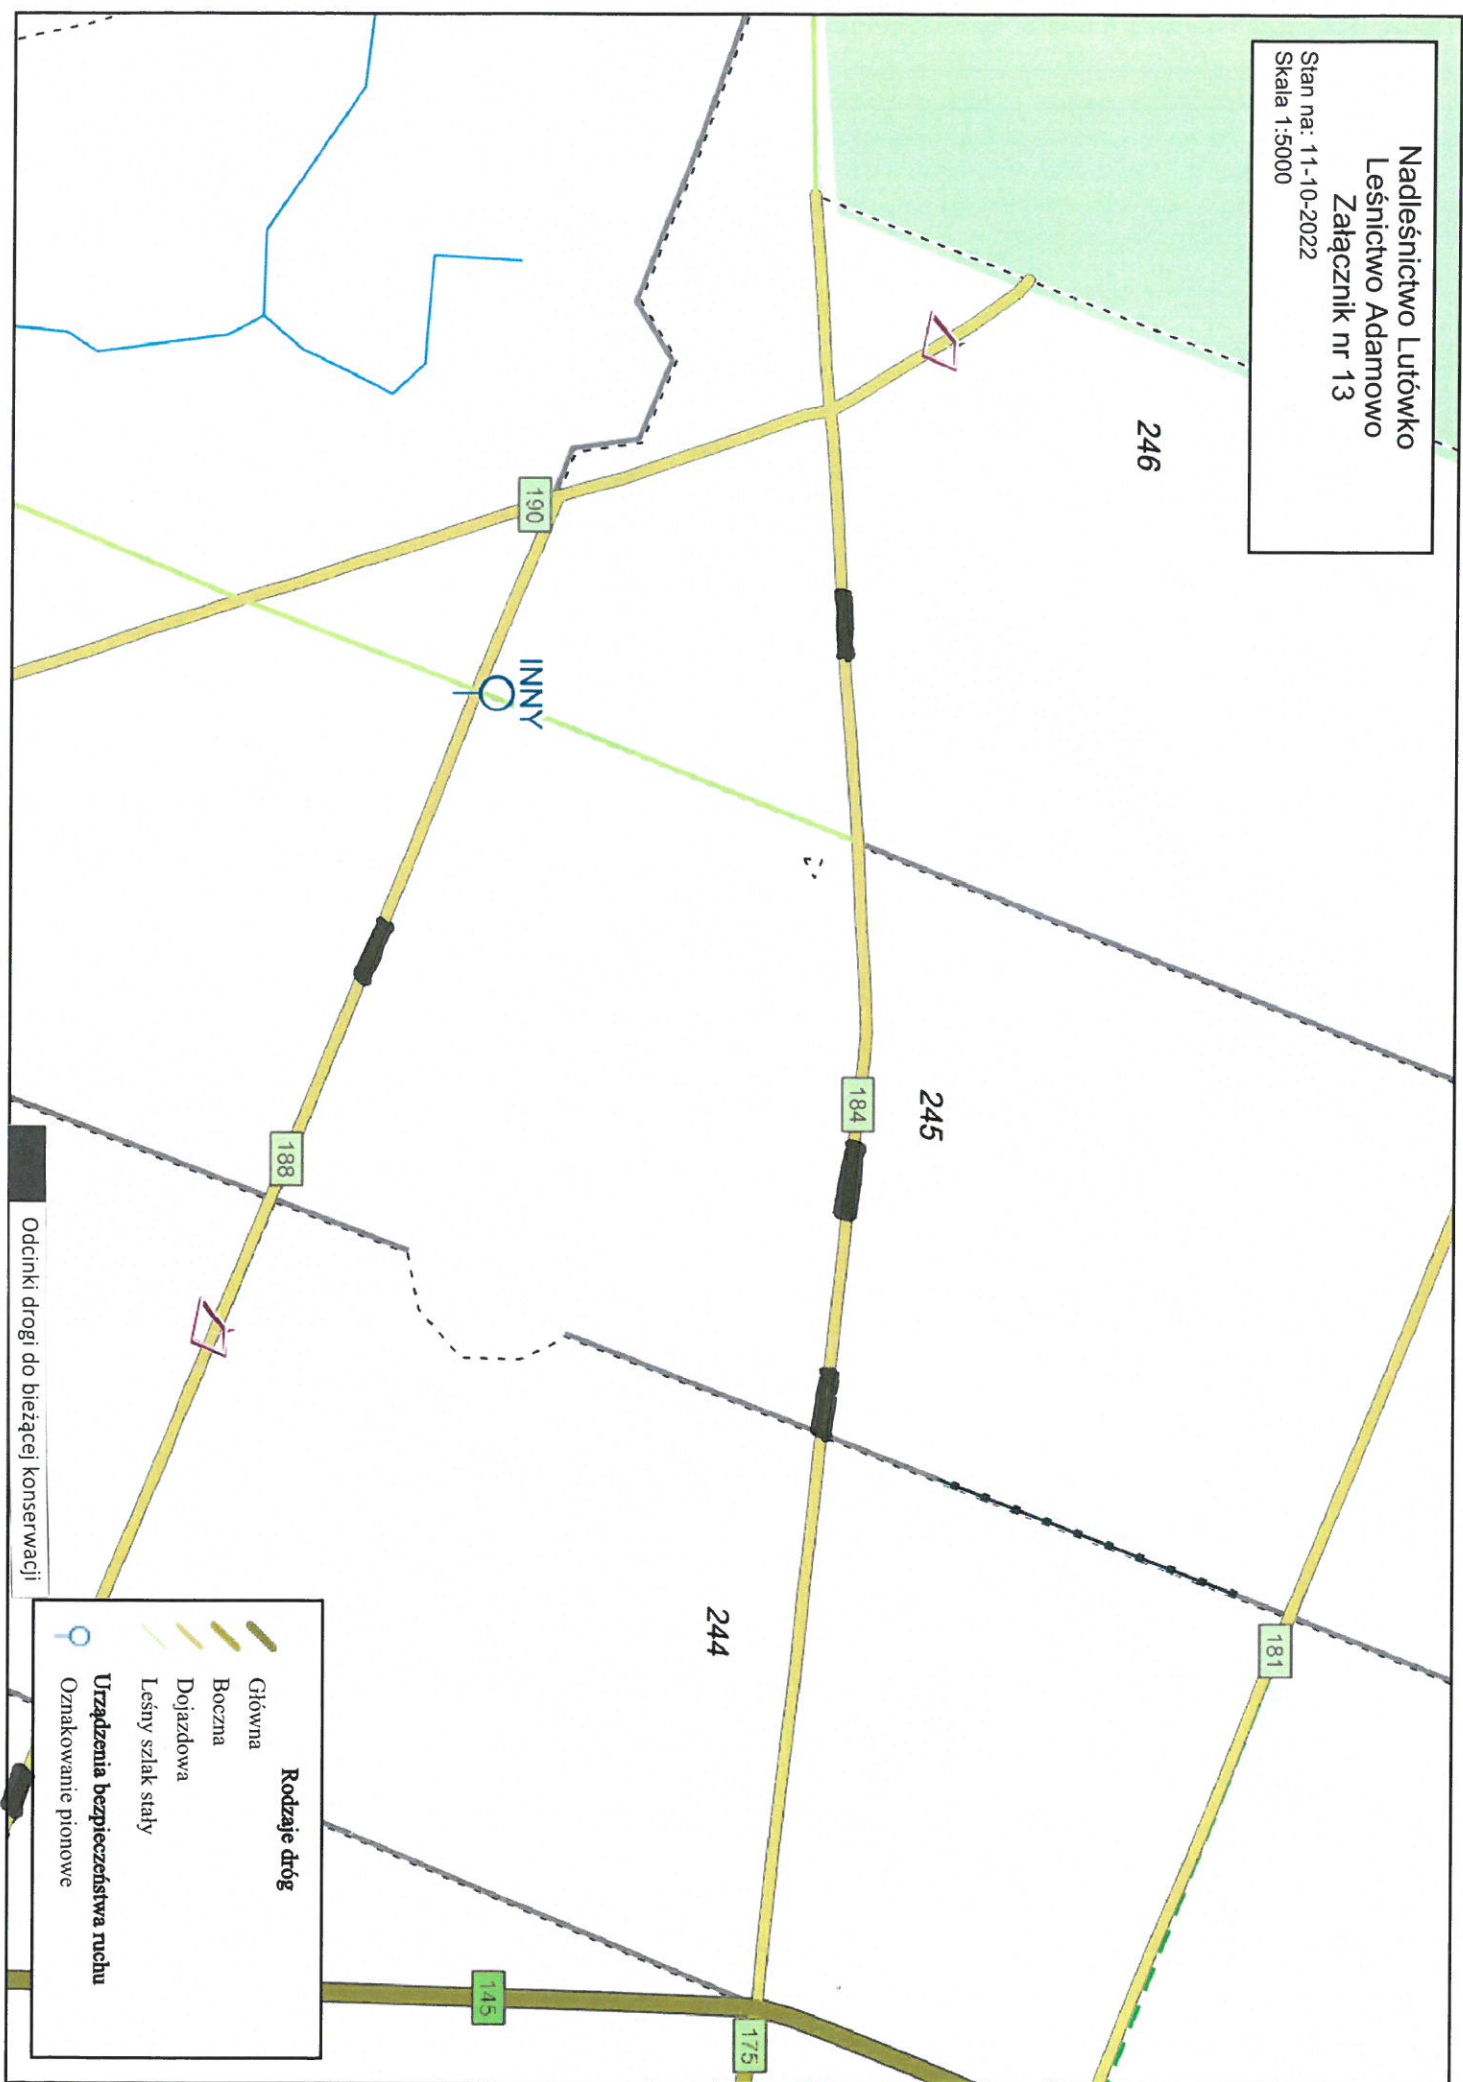 Nadleśnictwo Lutówko
Leśnictwo Adamowo
Załącznik nr 13
Stan na: 11-10-2022
Skala 1:5000
246
190
INNY
184
245
188
181
244
145
175
Odcinki drogi do bieżącej konserwacji
Rodzaje dróg
Główna
Boczna
Dojazdowa
Leśny szlak stały
Urządzenia bezpieczeństwa ruchu
Oznakowanie pionowe